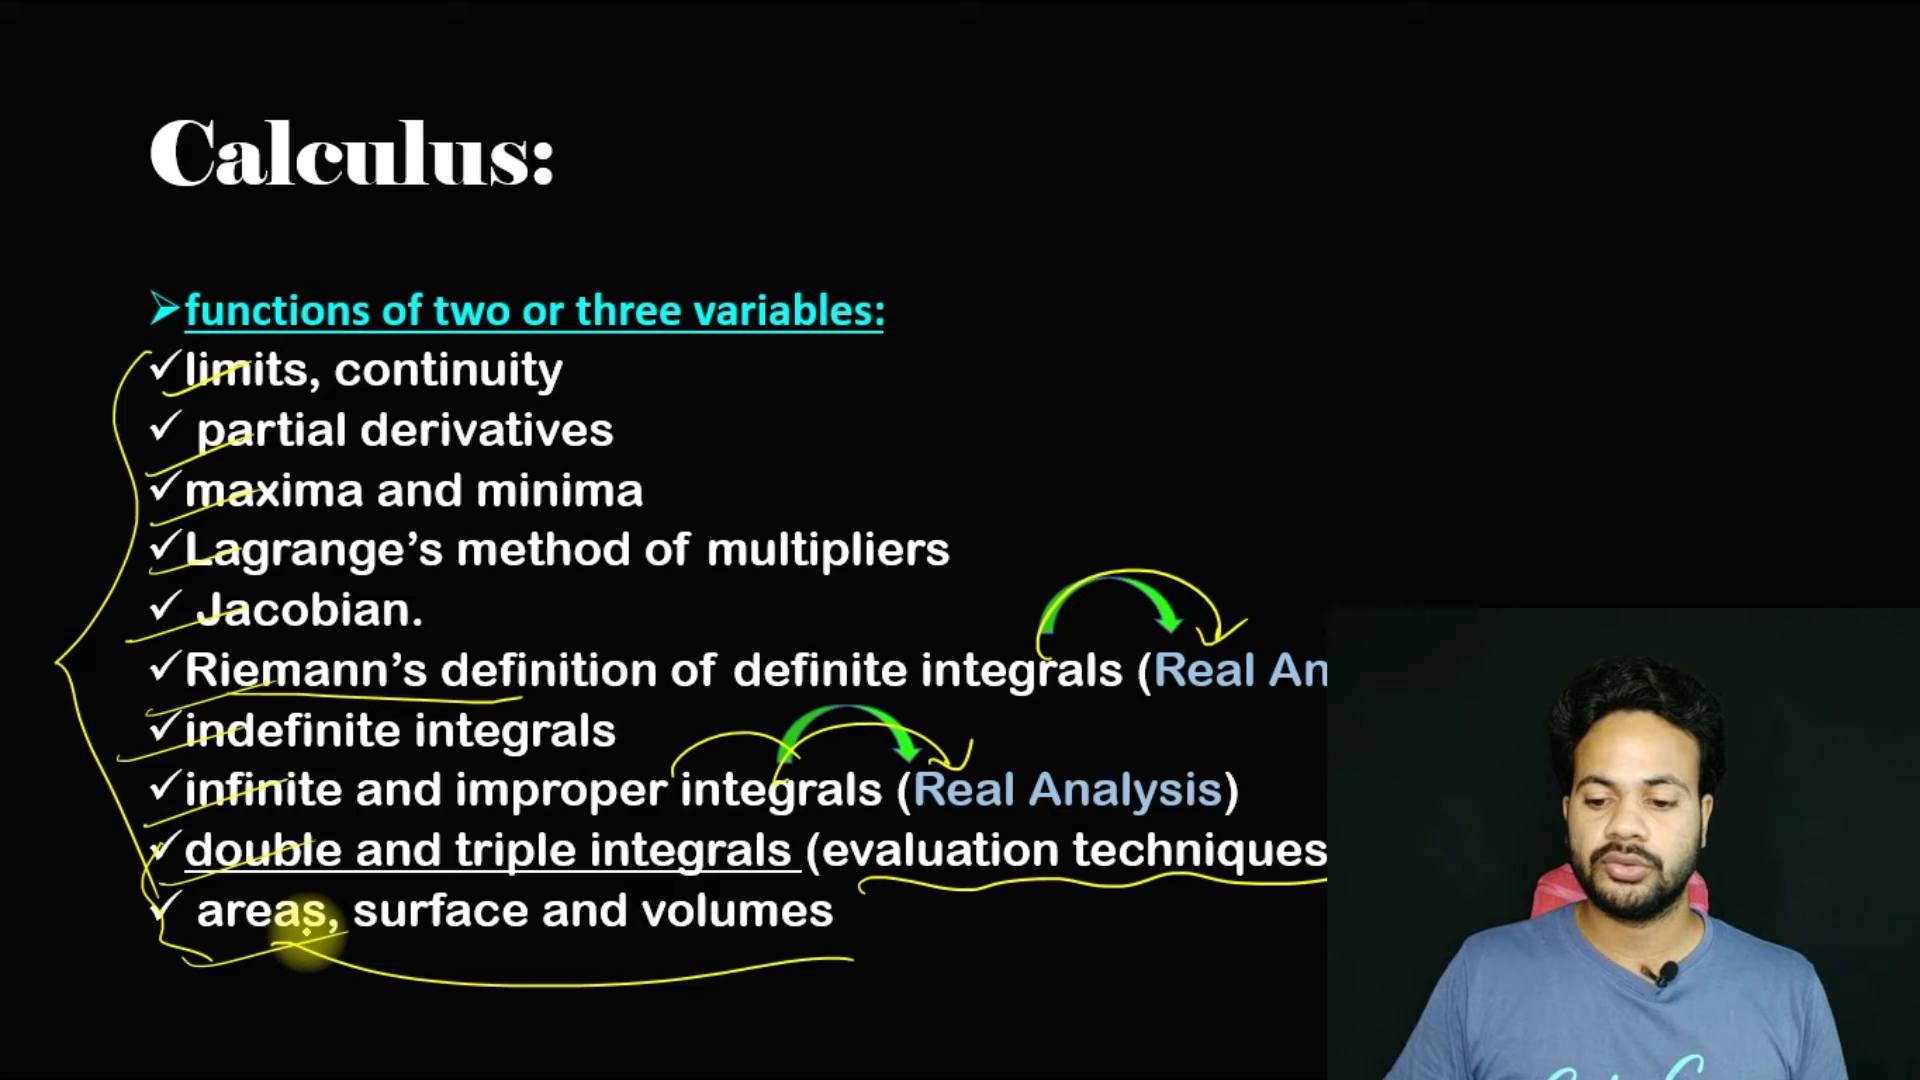 Calculus:
➢functions of two or three variables:
✓limits, continuity
✓ partial derivatives
✓maxima and minima
✓Lagrange’s method of multipliers
✓ Jacobian.
✓Riemann’s definition of definite integrals (Real An
✓indefinite integrals
✓infinite and improper integrals (Real Analysis)
✓double and triple integrals (evaluation techniques
✓ areas, surface and volumes